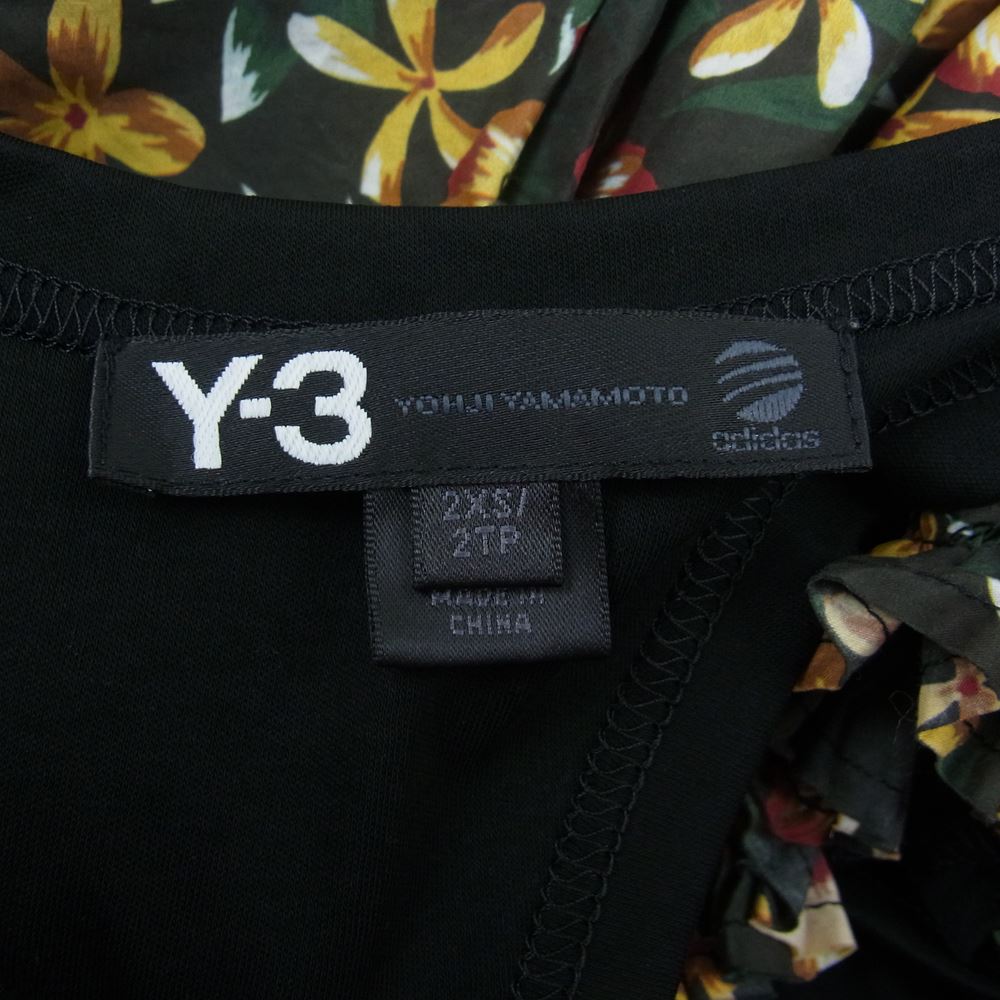 Y-3 YOHJI YAMAMOTO adidas
2XS/
2TP
MADE IN
CHINA